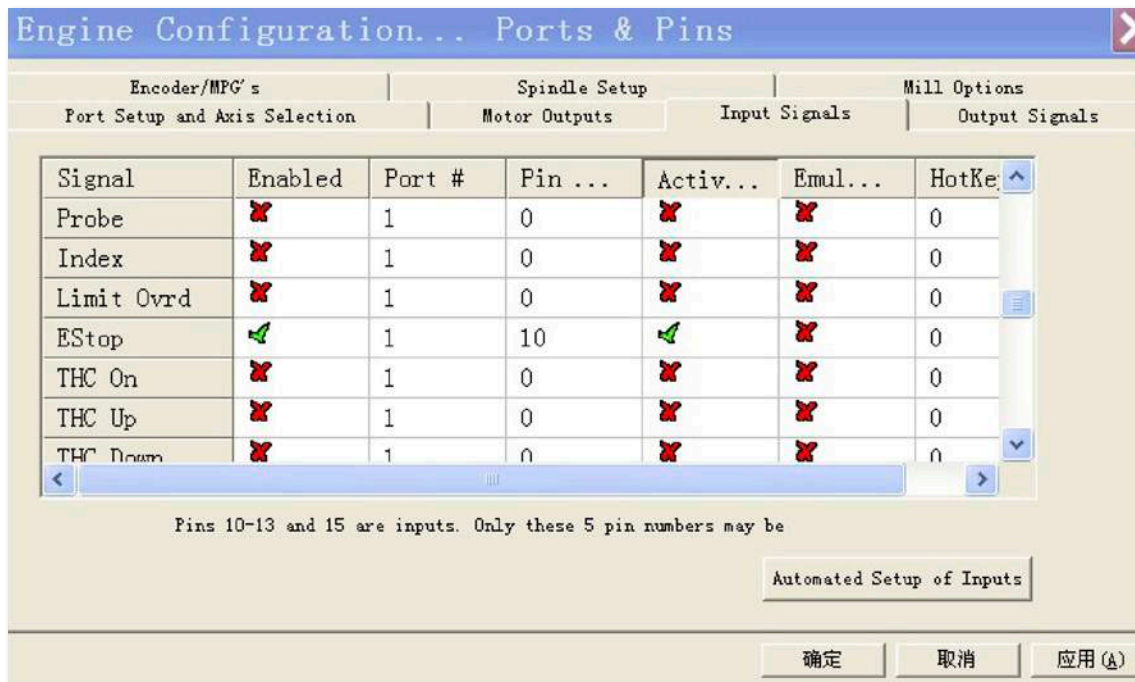 Engine Configuration... Ports & Pins
Encoder/MPG's Spindle Setup Mill Options
Port Setup and Axis Selection Motor Outputs Input Signals Output Signals
Signal Enabled Port # Pin ... Activ... Emul... HotKe
Probe 1 0 0
Index 1 0 0
Limit Ovrd 1 0 0
EStop 1 10 0
THC On 1 0 0
THC Up 1 0 0
THC Down 1 0 0
Pins 10-13 and 15 are inputs. Only these 5 pin numbers may be
Automated Setup of Inputs
确定 取消 应用(A)